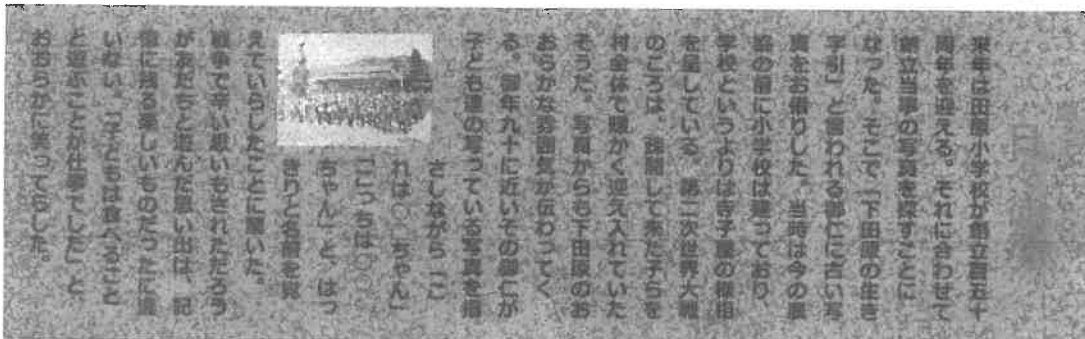 来年は田原小学校が創立百五十
周年を迎える。それに合わせて
創立当事の写真を探すことに
なった。そこで「下田原の生き
字引」と言われる御仁に古い写
真をお借りした。当時は今の農
協の前に小学校は建っており、
学校というよりは寺子屋の様相
を呈している。第二次世界大戦
のころは、疎開して来た子らを
村全体で暖かく迎え入れていた
そうだ。写真からも下田原のお
おらかな雰囲気が伝わってく
る。御年九十に近いその御仁が
子ども達の写っている写真を指
さしながら「こ
れは○○ちゃん」
「こっちは○○
ちゃん」と、はっ
きりと名前を覚
えていらしたことに驚いた。
戦争で辛い思いもされただろう
が友だちと遊んだ思い出は、記
憶に残る楽しいものだったに違
いない。「子どもは食べること
と遊ぶことが仕事でした」と、
おおらかに笑ってらした。